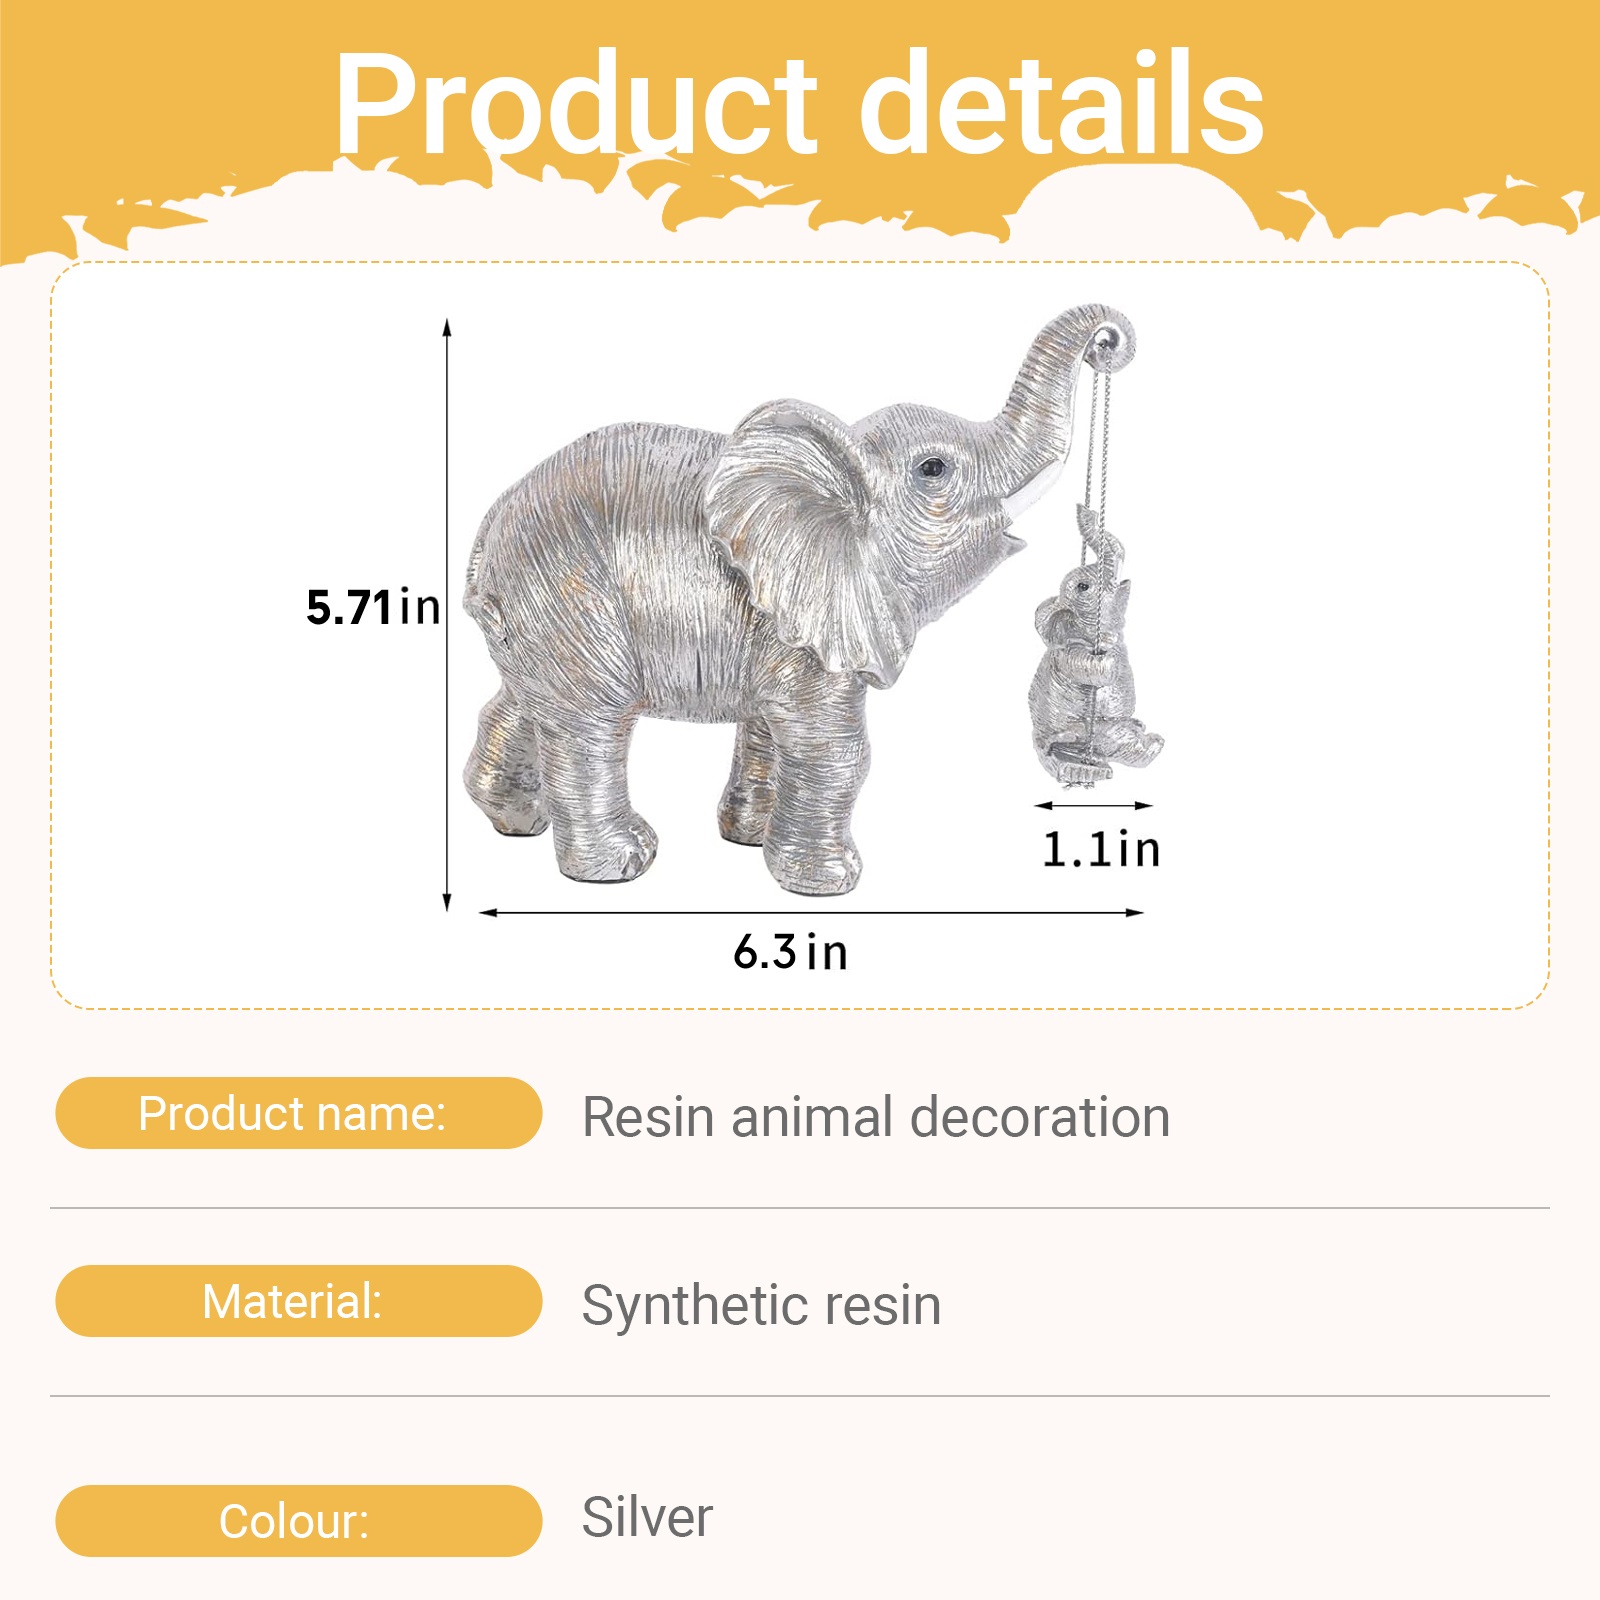 Product details
5.71in
1.1in
6.3in
Product name:
Resin animal decoration
Material:
Synthetic resin
Colour:
Silver